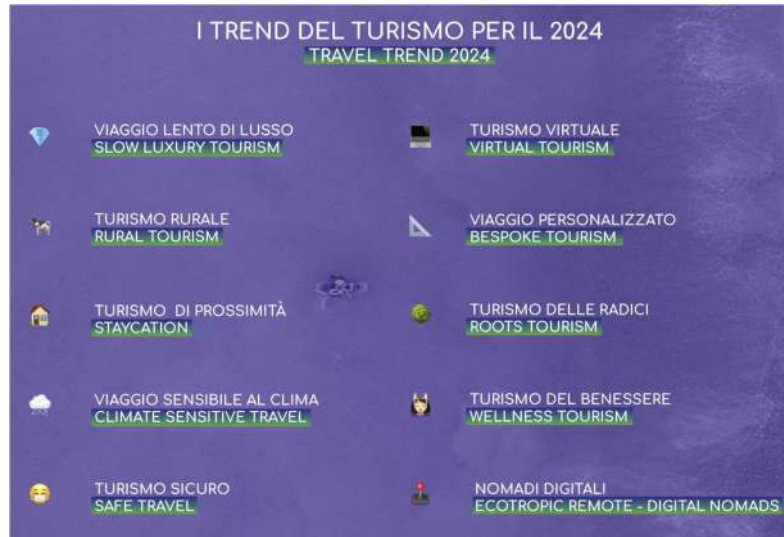 I TREND DEL TURISMO PER IL 2024
TRAVEL TREND 2024
VIAGGIO LENTO DI LUSSO
SLOW LUXURY TOURISM
TURISMO RURALE
RURAL TOURISM
TURISMO DI PROSSIMITÀ
STAYCATION
VIAGGIO SENSIBILE AL CLIMA
CLIMATE SENSITIVE TRAVEL
TURISMO SICURO
SAFE TRAVEL
TURISMO VIRTUALE
VIRTUAL TOURISM
VIAGGIO PERSONALIZZATO
BESPOKE TOURISM
TURISMO DELLE RADICI
ROOTS TOURISM
TURISMO DEL BENESSERE
WELLNESS TOURISM
NOMADI DIGITALI
ECOTROPIC REMOTE - DIGITAL NOMADS